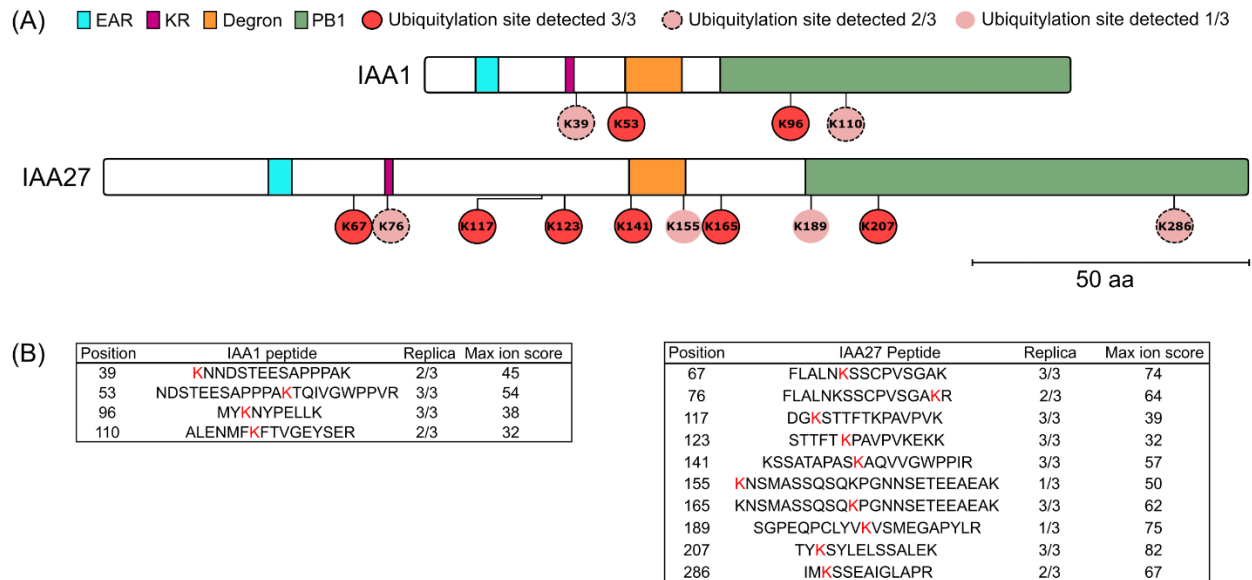 (A) EAR KR Degron PB1 Ubiquitylation site detected 3/3 Ubiquitylation site detected 2/3 Ubiquitylation site detected 1/3
IAA1
K39 K53 K96 K110
IAA27
K67 K76 K117 K123 K141 K155 K165 K189 K207 K286
50 aa
(B)
Position IAA1 peptide Replica Max ion score
39 KNNDSTEESAPPPAK 2/3 45
53 NDSTEESAPPPAKTQIVGWPPVR 3/3 54
96 MYKNYPELLK 3/3 38
110 ALENMFKFTVGEYSER 2/3 32
Position IAA27 Peptide Replica Max ion score
67 FLALNKSSCPVSGAK 3/3 74
76 FLALNKSSCPVSGAKR 2/3 64
117 DGKSTTFTKPAVPVK 3/3 39
123 STTFTKPAVPVKEKK 3/3 32
141 KSSATAPASKAQVVGWPPIR 3/3 57
155 KNSMASSQSQKPGNNSETEEAEAK 1/3 50
165 KNSMASSQSQKPGNNSETEEAEAK 3/3 62
189 SGPEQPCLYVKVSMEGAPYLR 1/3 75
207 TYKSYLELSSALEK 3/3 82
286 IMKSSEAIGLAPR 2/3 67